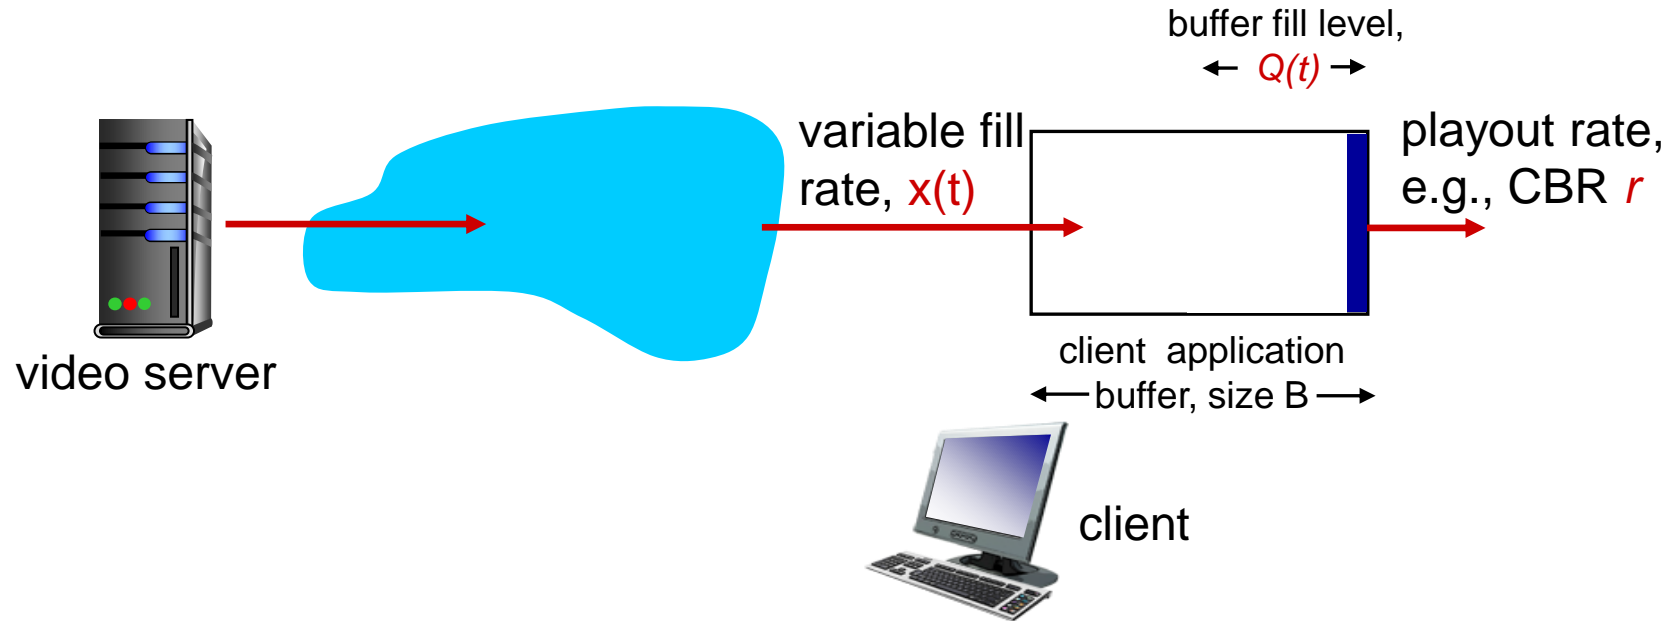 buffer fill level,
Q(t)
variable fill
rate, x(t)
playout rate,
e.g., CBR r
video server
client application
buffer, size B
client